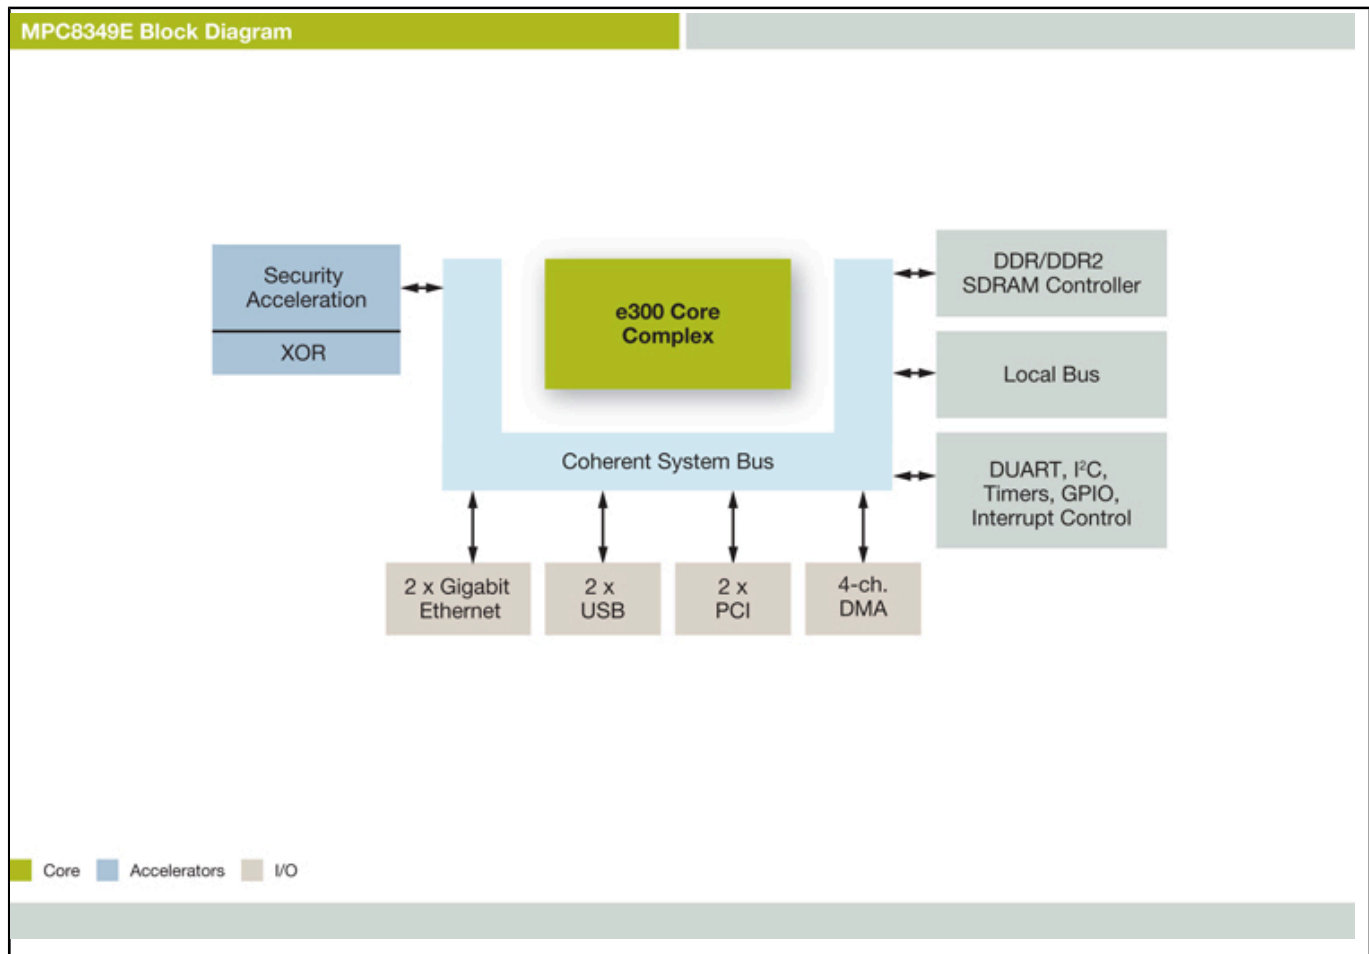 MPC8349E Block Diagram
Security
Acceleration
XOR
e300 Core
Complex
DDR/DDR2
SDRAM Controller
Local Bus
DUART, I²C,
Timers, GPIO,
Interrupt Control
Coherent System Bus
2 x Gigabit
Ethernet
2 x
USB
2 x
PCI
4-ch.
DMA
Core
Accelerators
I/O